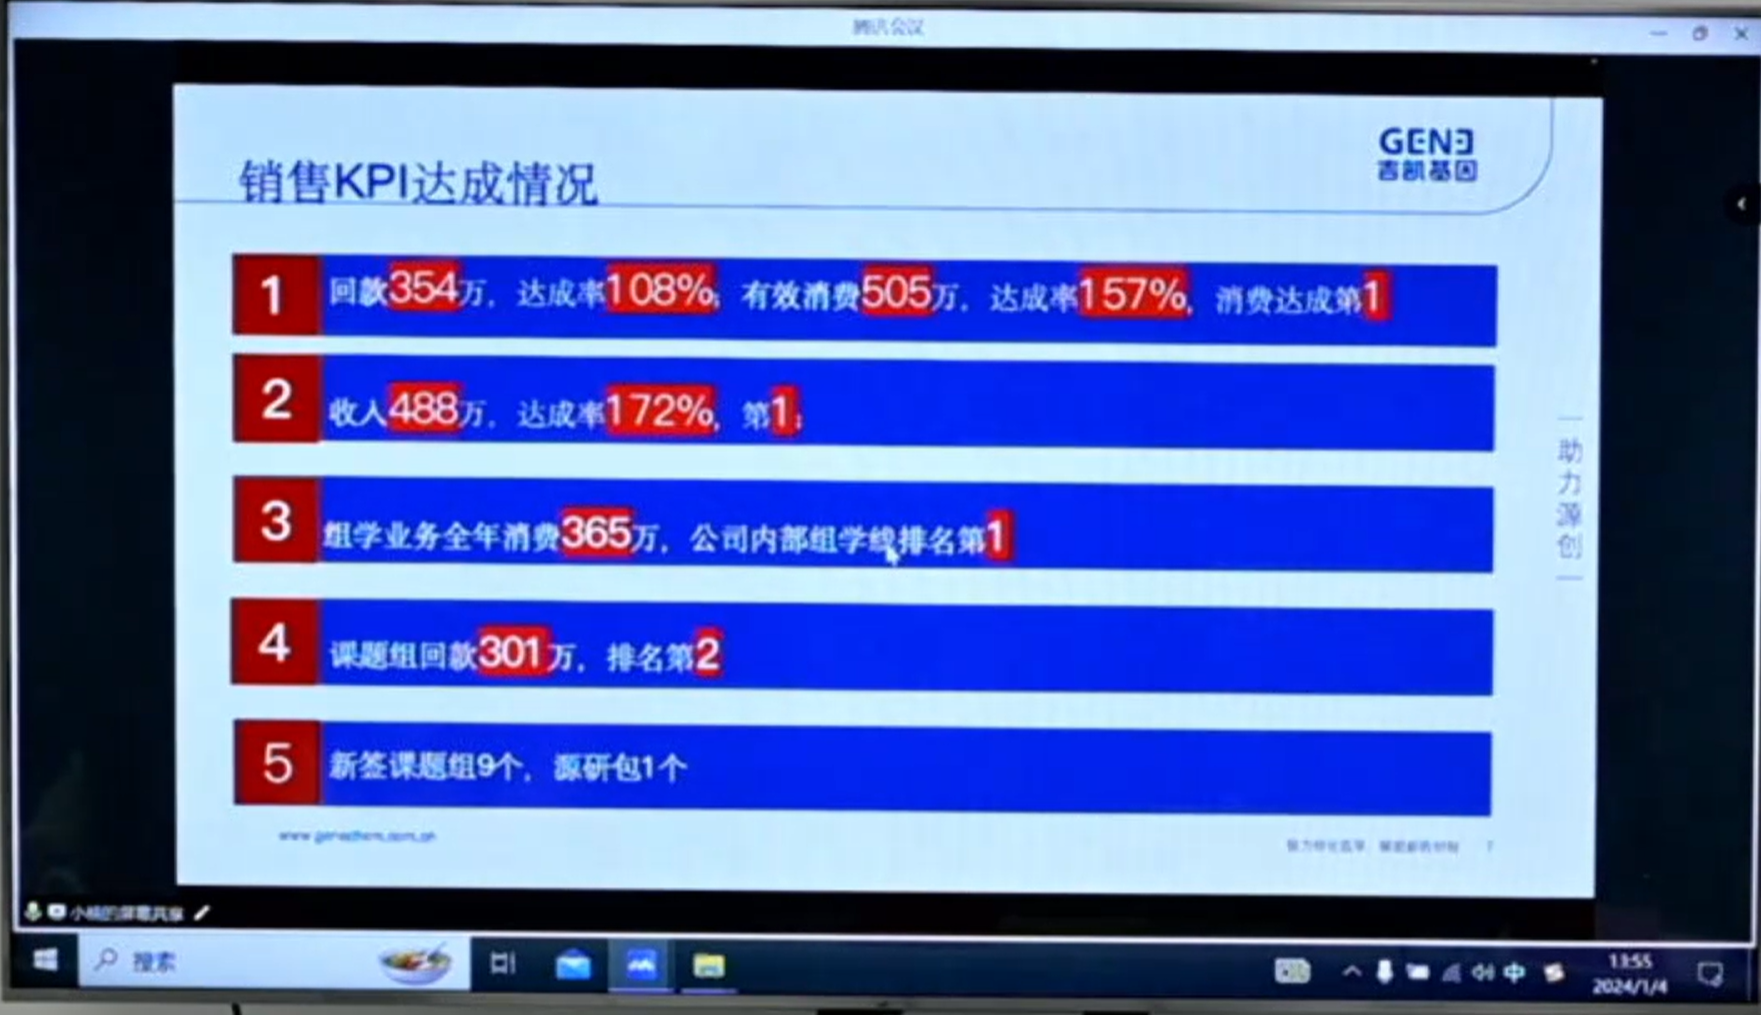 腾讯会议
GENE
吉凯基因
销售KPI达成情况
1 回款354万，达成率108%；有效消费505万，达成率157%，消费达成第1
2 收入488万，达成率172%，第1；
3 组学业务全年消费365万，公司内部组学线排名第1
4 课题组回款301万，排名第2
5 新签课题组9个，源研包1个
助力源创
7
搜索
中
13:55
2024/1/4